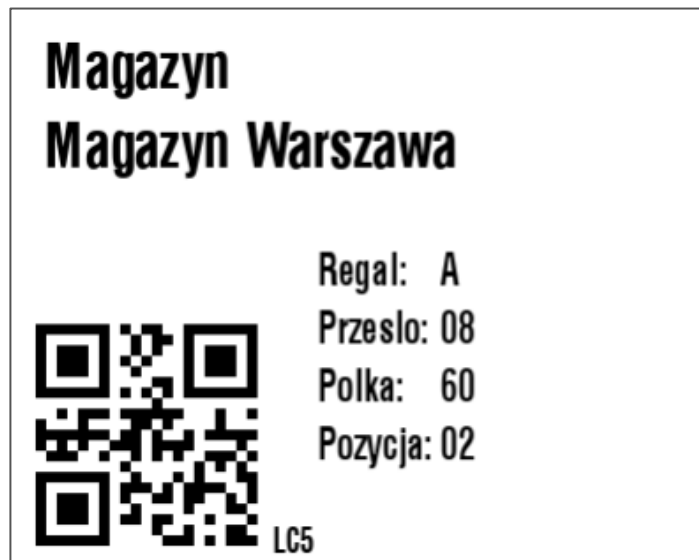 Magazyn
Magazyn Warszawa
Regal: A
Przeslo: 08
Polka: 60
Pozycja: 02
LC5